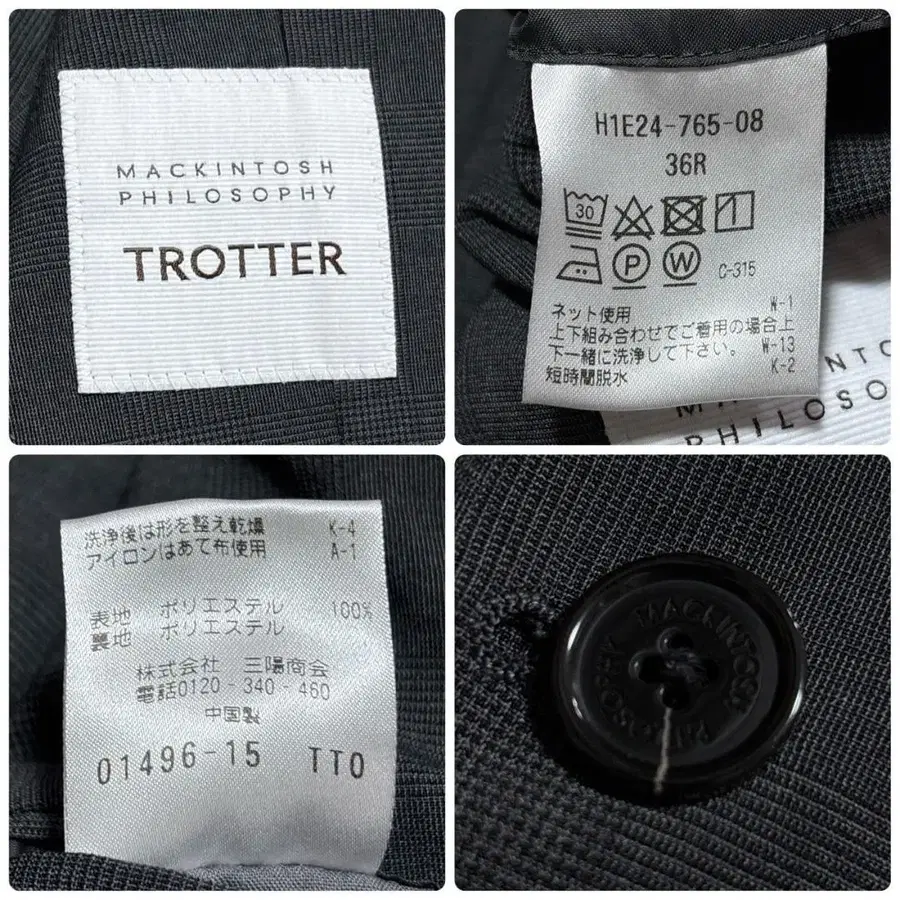 MACKINTOSH
PHILOSOPHY
TROTTER
H1E24-765-08
36R
30
P W C-315
ネット使用 W-1
上下組み合わせでご着用の場合上
下一緒に洗浄して下さい。 W-13
短時間脱水 K-2
MACKINTO
PHILOSO
洗浄後は形を整え乾燥 K-4
アイロンはあて布使用 A-1
表地 ポリエステル 100%
裏地 ポリエステル
株式会社 三陽商会
電話0120-340-460
中国製
01496-15 TTO
MACKINTOSH
PHILOSOPHY